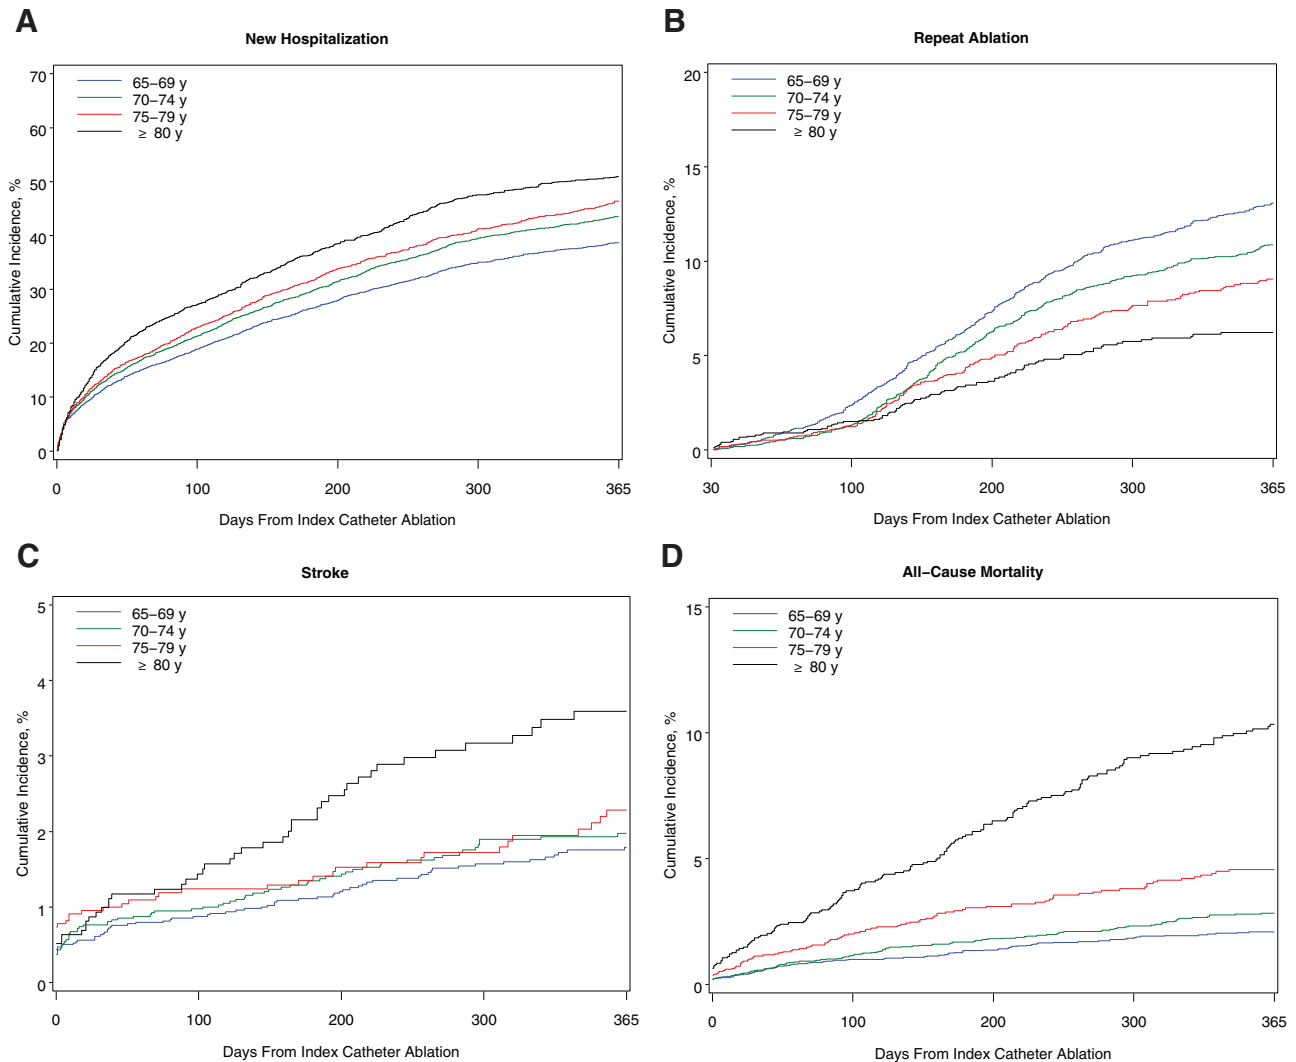 A
New Hospitalization
65–69 y
70–74 y
75–79 y
≥ 80 y
70
60
50
40
30
20
10
0
Cumulative Incidence, %
0 100 200 300 365
Days From Index Catheter Ablation
B
Repeat Ablation
65–69 y
70–74 y
75–79 y
≥ 80 y
20
15
10
5
0
Cumulative Incidence, %
30 100 200 300 365
Days From Index Catheter Ablation
C
Stroke
65–69 y
70–74 y
75–79 y
≥ 80 y
5
4
3
2
1
0
Cumulative Incidence, %
0 100 200 300 365
Days From Index Catheter Ablation
D
All–Cause Mortality
65–69 y
70–74 y
75–79 y
≥ 80 y
15
10
5
0
Cumulative Incidence, %
0 100 200 300 365
Days From Index Catheter Ablation